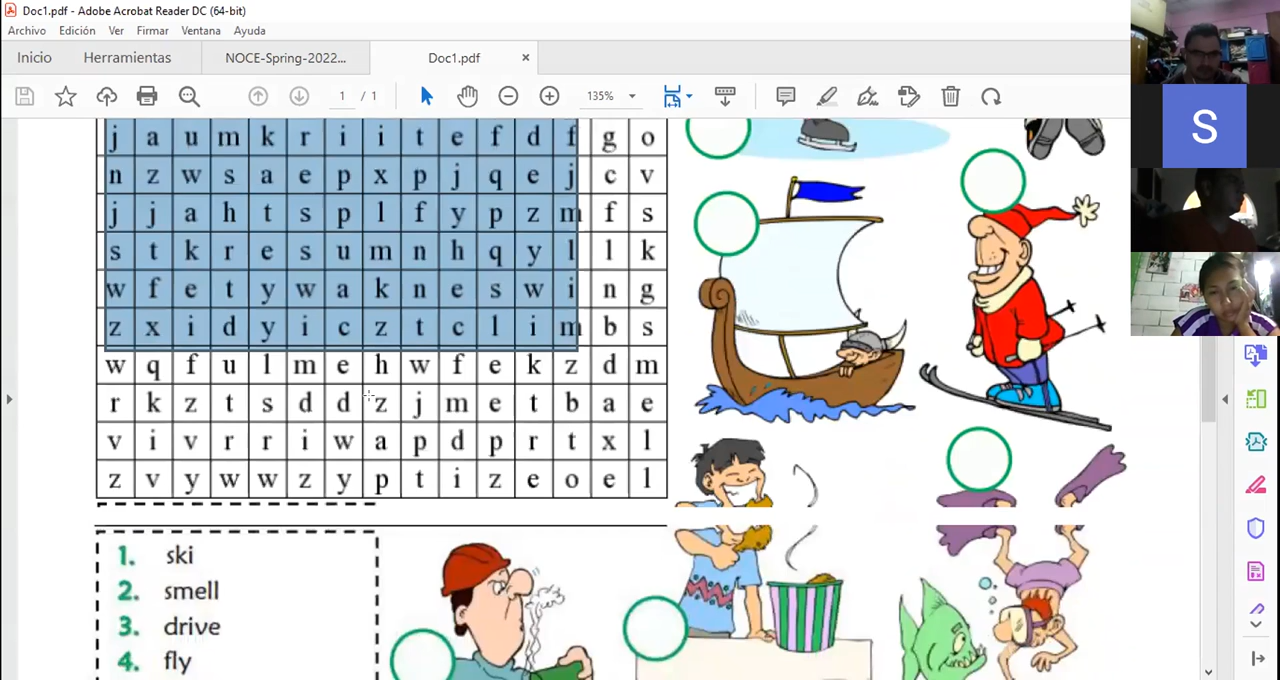 Doc1.pdf - Adobe Acrobat Reader DC (64-bit)
Archivo Edición Ver Firmar Ventana Ayuda
Inicio Herramientas NOCE-Spring-2022... Doc1.pdf ×
1 / 1 135%
j a u m k r i i t e f d f g o
n z w s a e p x p j q e j c v
j j a h t s p l f y p z m f s
s t k r e s u m n h q y l l k
w f e t y w a k n e s w i n g
z x i d y i c z t c l i m b s
w q f u l m e h w f e k z d m
r k z t s d d z j m e t b a e
v i v r r i w a p d p r t x l
z v y w w z y p t i z e o e l
1. ski
2. smell
3. drive
4. fly
S